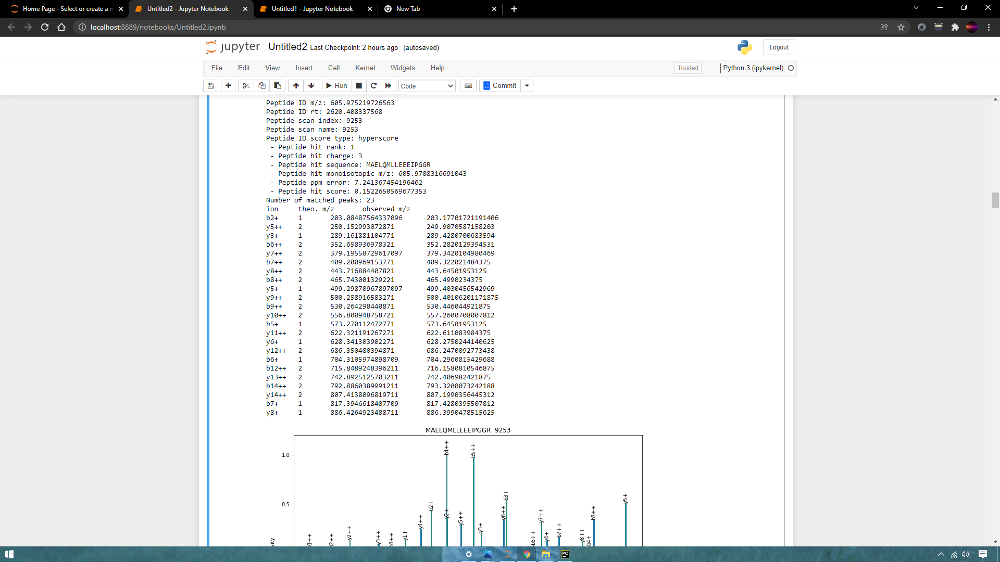 Home Page - Select or create a n
Untitled2 - Jupyter Notebook
Untitled1 - Jupyter Notebook
New Tab
localhost:8889/notebooks/Untitled2.ipynb
jupyter Untitled2 Last Checkpoint: 2 hours ago (autosaved)
Logout
File Edit View Insert Cell Kernel Widgets Help
Trusted
Python 3 (ipykernel)
Run
Code
Commit
Peptide ID m/z: 605.975219726563
Peptide ID rt: 2620.408337568
Peptide scan index: 9253
Peptide scan name: 9253
Peptide ID score type: hyperscore
- Peptide hit rank: 1
- Peptide hit charge: 3
- Peptide hit sequence: MAELQMLLEEEIPGGR
- Peptide hit monoisotopic m/z: 605.9708316691043
- Peptide ppm error: 7.241367454196462
- Peptide hit score: 0.1522650569677353
Number of matched peaks: 23
ion theo. m/z observed m/z
b2+ 1 203.08487564337096 203.17701721191406
y5++ 2 250.152993072871 249.9070587158203
y3+ 1 289.161881104771 289.4280700683594
b6++ 2 352.658936978321 352.2820129394531
y7++ 2 379.19558729617097 379.3420104980469
b7++ 2 409.200969153771 409.322021484375
y8++ 2 443.716884407821 443.64501953125
b8++ 2 465.743001329221 465.4990234375
y5+ 1 499.29870967897097 499.4030456542969
y9++ 2 500.258916583271 500.40106201171875
b9++ 2 530.264298440871 530.446044921875
y10++ 2 556.800948758721 557.2600708007812
b5+ 1 573.270112472771 573.64501953125
y11++ 2 622.321191267271 622.611083984375
y6+ 1 628.341303902271 628.2750244140625
y12++ 2 686.350480394871 686.2470092773438
b6+ 1 704.3105974898709 704.2960815429688
b12++ 2 715.8489248396211 716.1580810546875
y13++ 2 742.8925125703211 742.406982421875
b14++ 2 792.8860389991211 793.3200073242188
y14++ 2 807.4138096819711 807.1990356445312
b7+ 1 817.3946618407709 817.4280395507812
y8+ 1 886.4264923488711 886.3990478515625
MAELQMLLEEEIPGGR 9253
b4++
b5++
1.0
b3+
y5+
0.5
b2+
y6++
b8++
y2+
y5++
y7++
y4++
y3+
b7++
y2++
y3++
b3++
y1+
b6++
y4+
y8++
b4+
PC